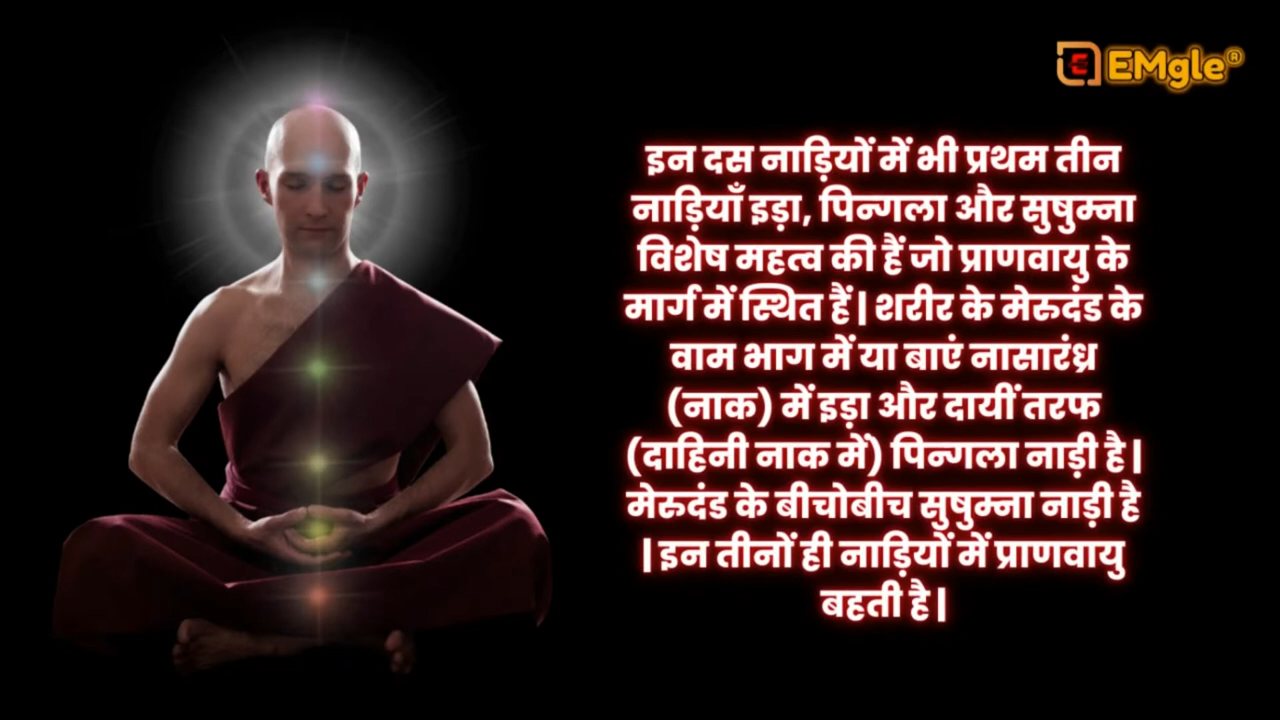 EMgle®
इन दस नाड़ियों में भी प्रथम तीन
नाड़ियाँ इड़ा, पिन्गला और सुषुम्ना
विशेष महत्व की हैं जो प्राणवायु के
मार्ग में स्थित हैं | शरीर के मेरुदंड के
वाम भाग में या बाएं नासारंध्र
(नाक) में इड़ा और दायीं तरफ
(दाहिनी नाक में) पिन्गला नाड़ी है |
मेरुदंड के बीचोबीच सुषुम्ना नाड़ी है
| इन तीनों ही नाड़ियों में प्राणवायु
बहती है |